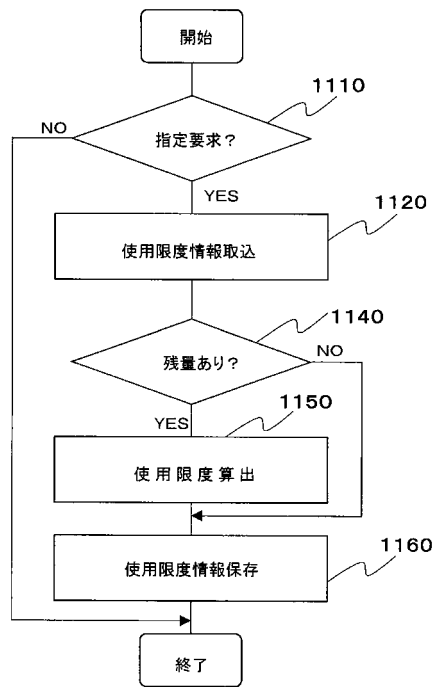 開始
1110
NO
指定要求？
YES
1120
使用限度情報取込
1140
残量あり？
NO
YES
1150
使用限度算出
1160
使用限度情報保存
終了